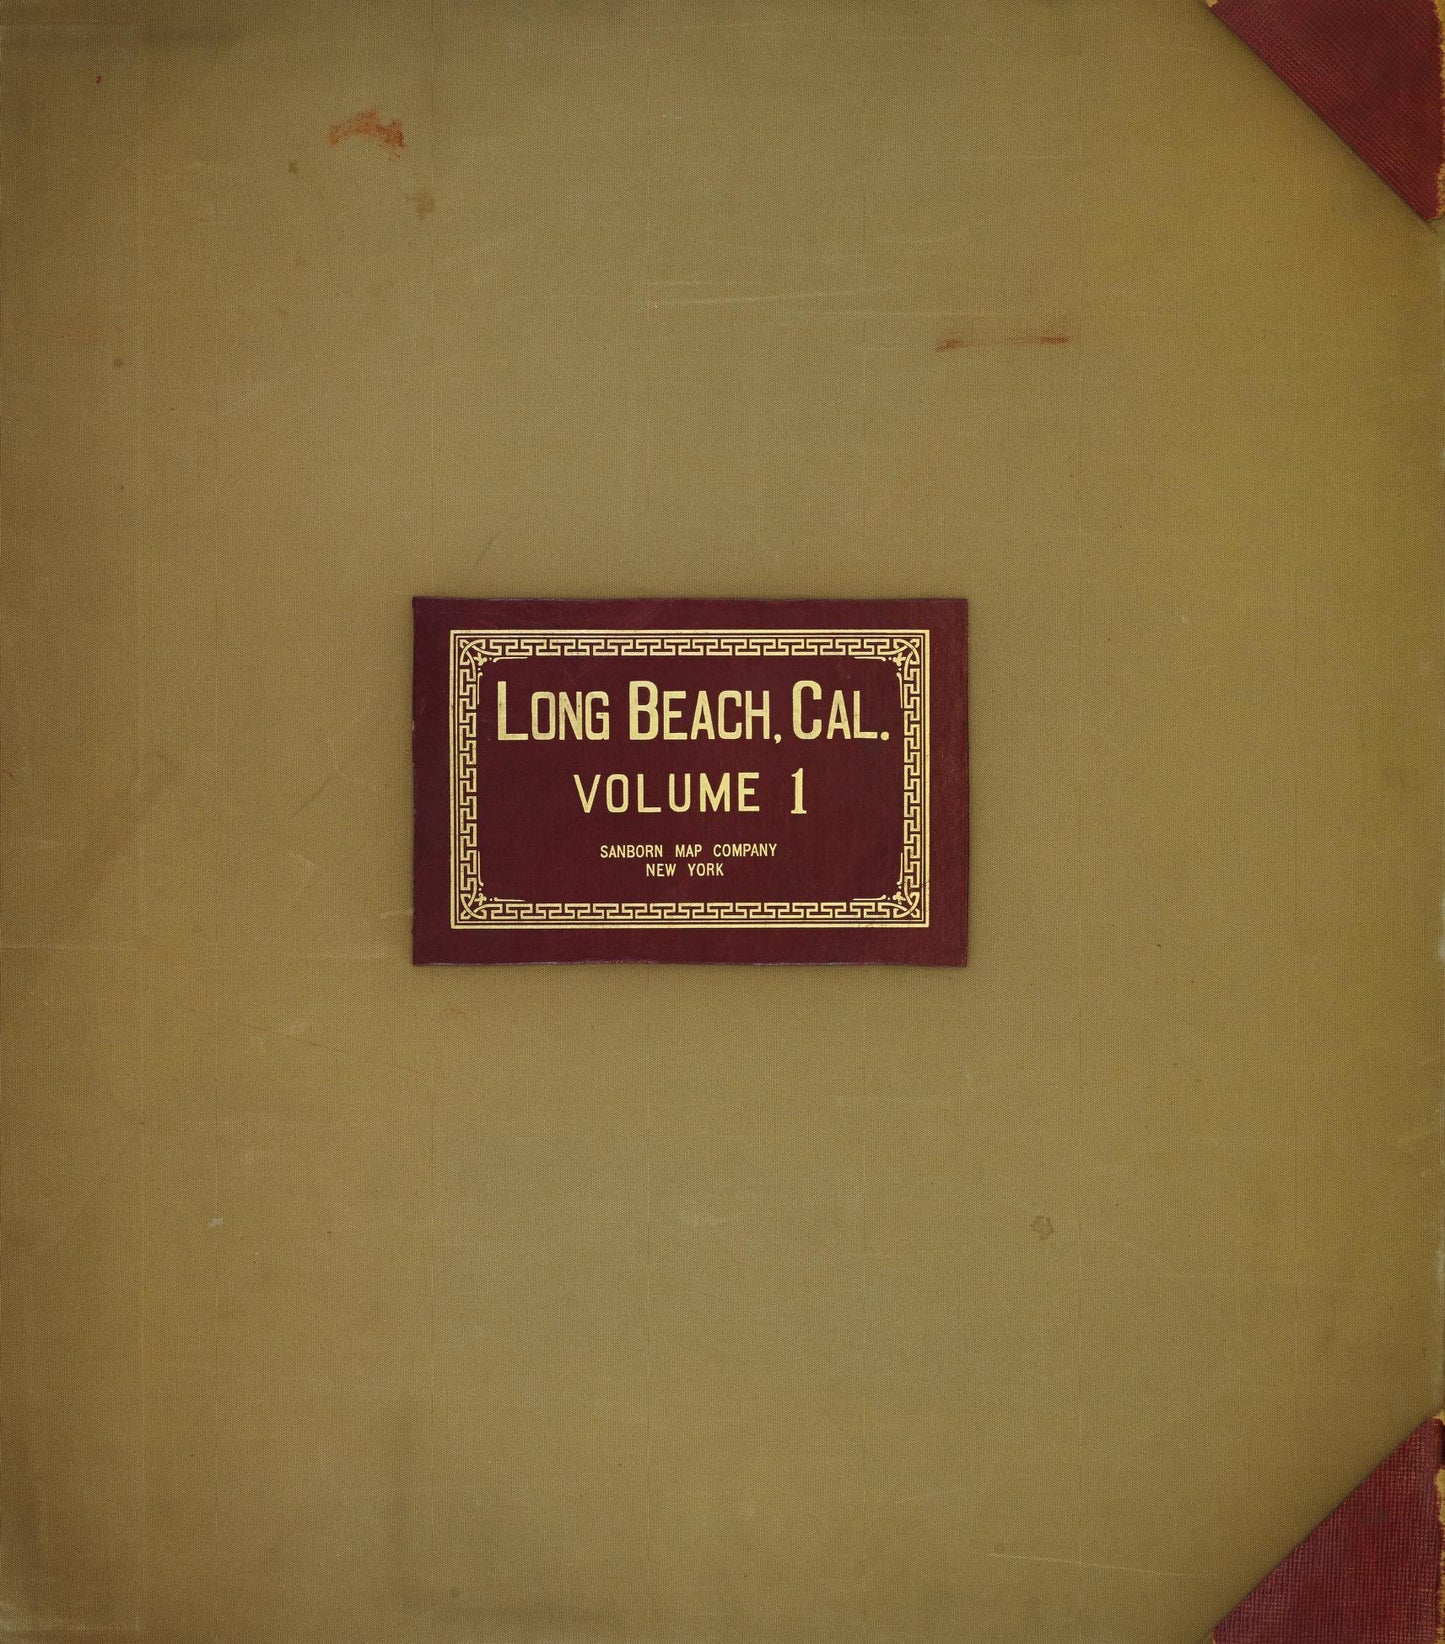 LONG BEACH, CAL.
VOLUME 1
SANBORN MAP COMPANY
NEW YORK